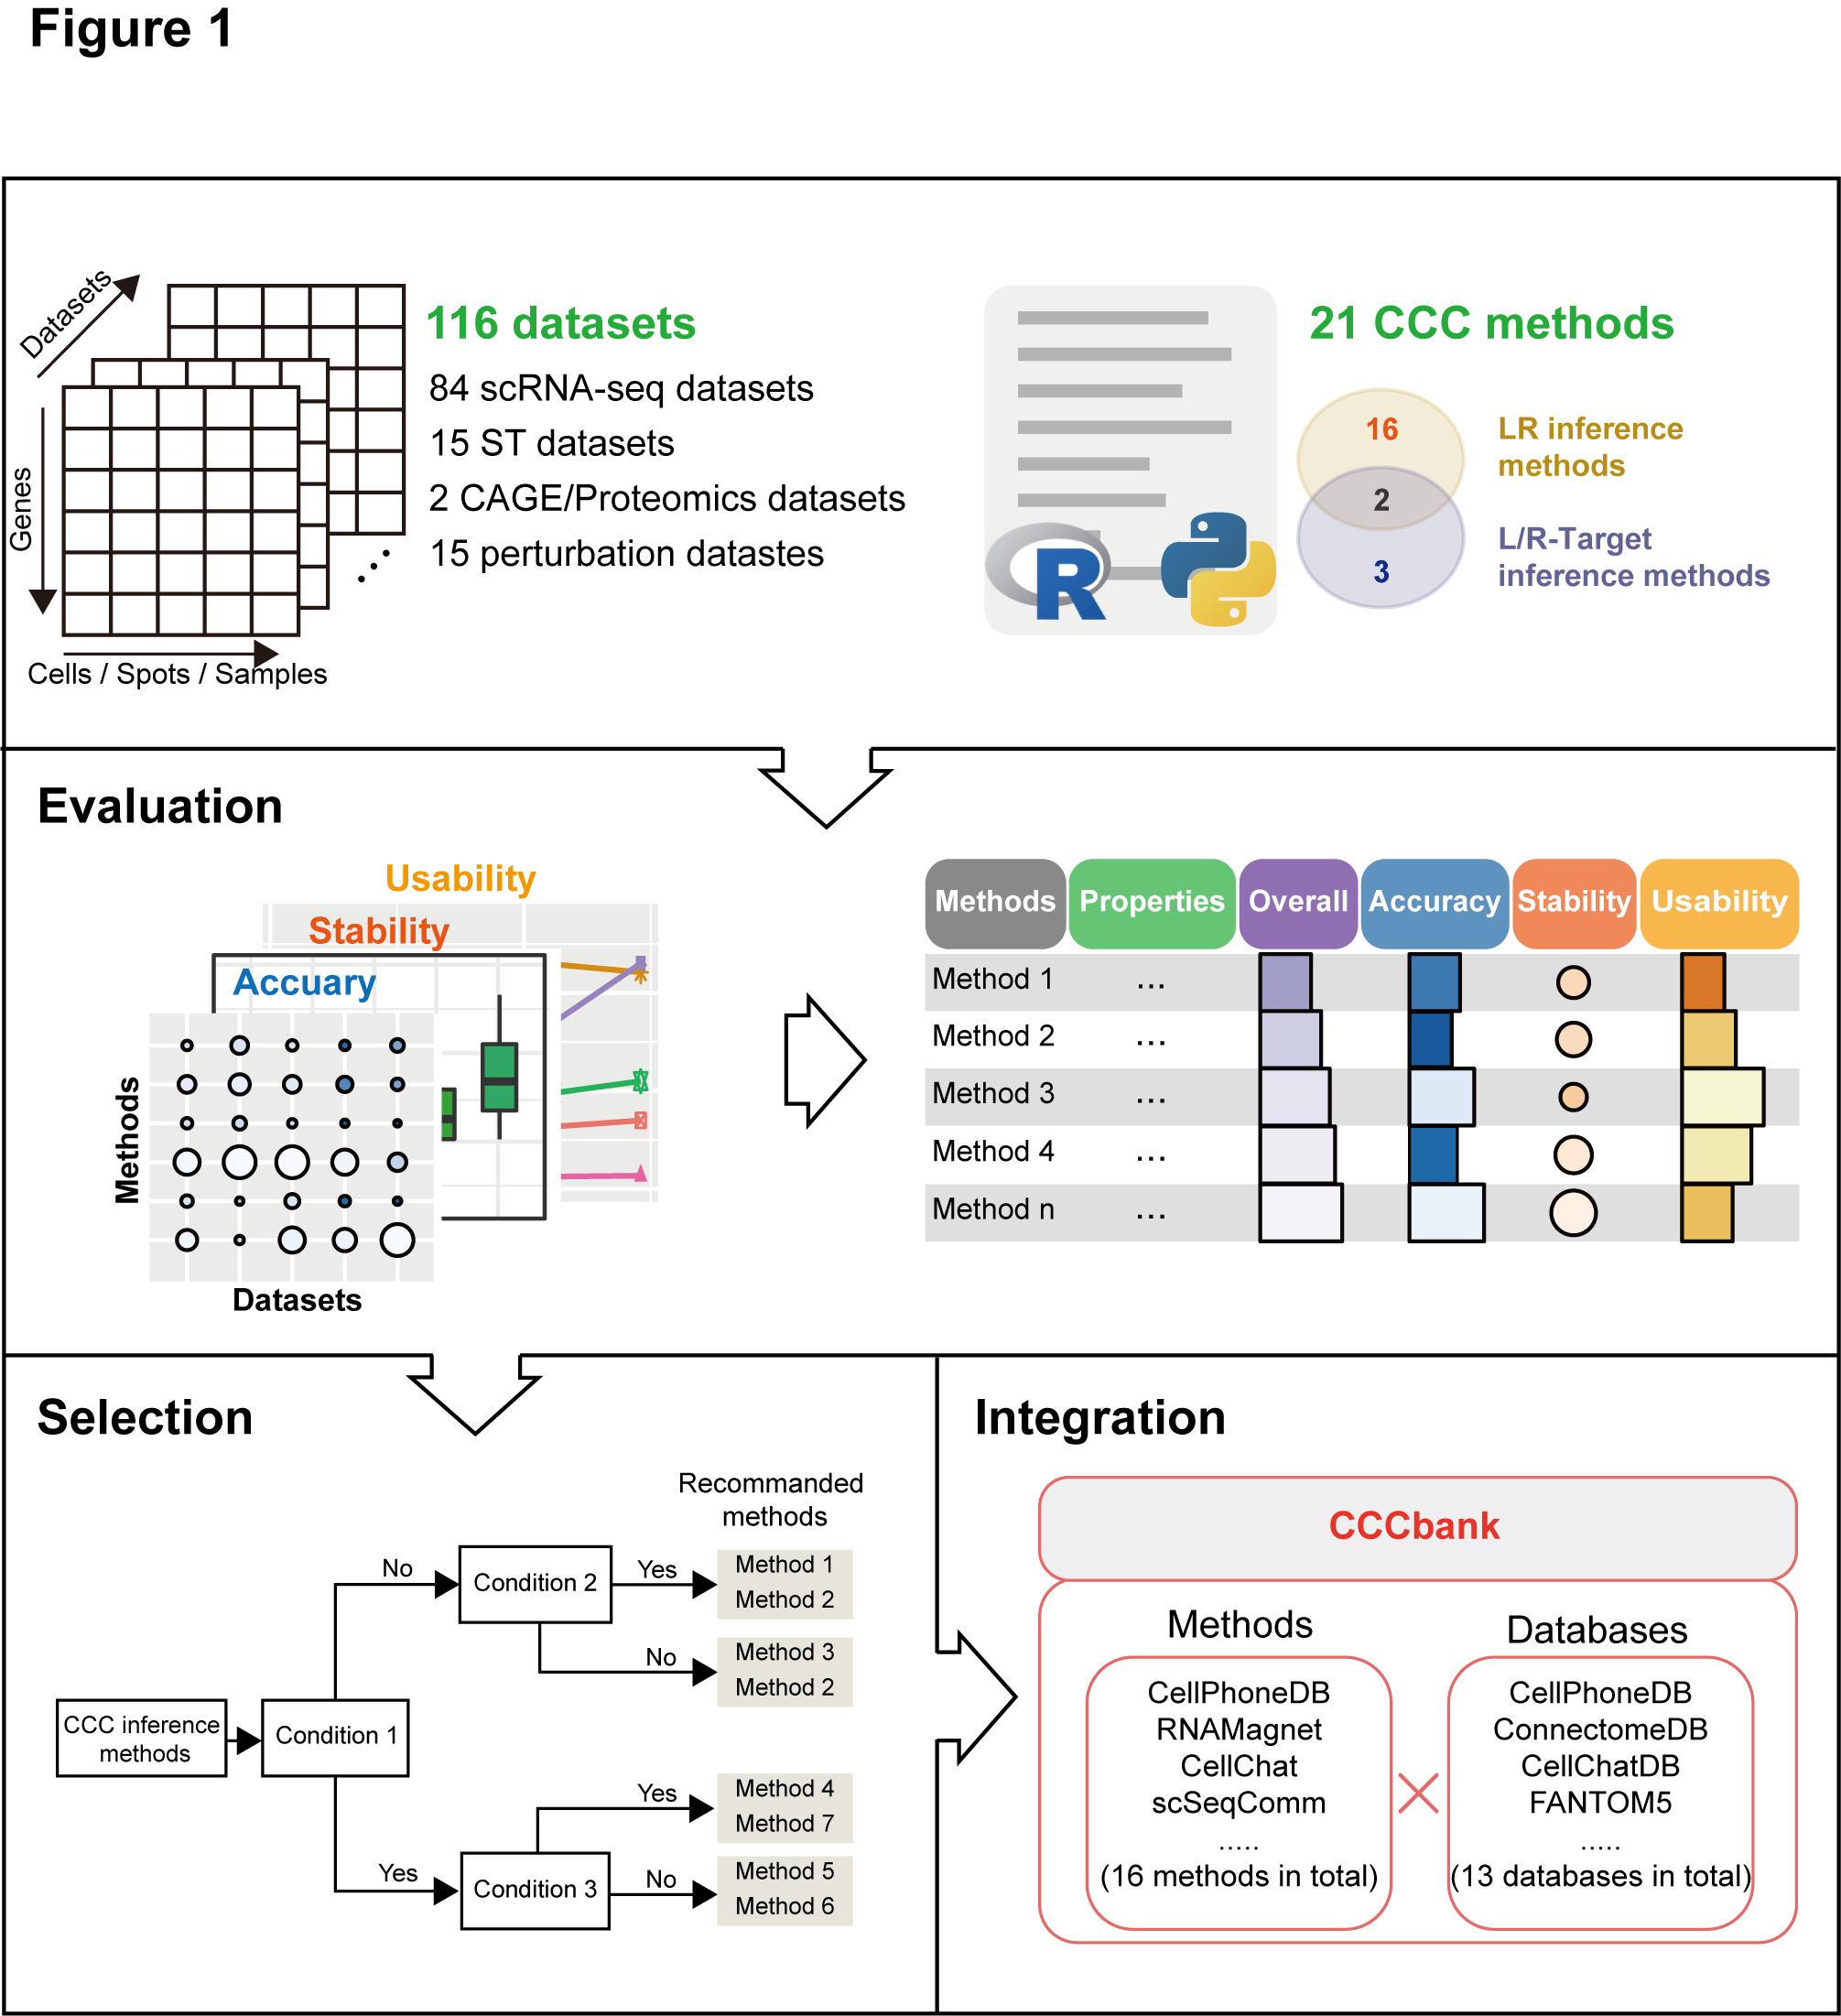 Figure 1
Datasets
Genes
Cells / Spots / Samples
116 datasets
84 scRNA-seq datasets
15 ST datasets
2 CAGE/Proteomics datasets
15 perturbation datastes
R
21 CCC methods
16
2
3
LR inference
methods
L/R-Target
inference methods
Evaluation
Usability
Stability
Accuary
Methods
Datasets
Methods Properties Overall Accuracy Stability Usability
Method 1 ...
Method 2 ...
Method 3 ...
Method 4 ...
Method n ...
Selection
Recommanded
methods
CCC inference
methods
Condition 1
No
Condition 2
Yes
Method 1
Method 2
No
Method 3
Method 2
Yes
Condition 3
Yes
Method 4
Method 7
No
Method 5
Method 6
Integration
CCCbank
Methods
CellPhoneDB
RNAMagnet
CellChat
scSeqComm
.....
(16 methods in total)
Databases
CellPhoneDB
ConnectomeDB
CellChatDB
FANTOM5
.....
(13 databases in total)